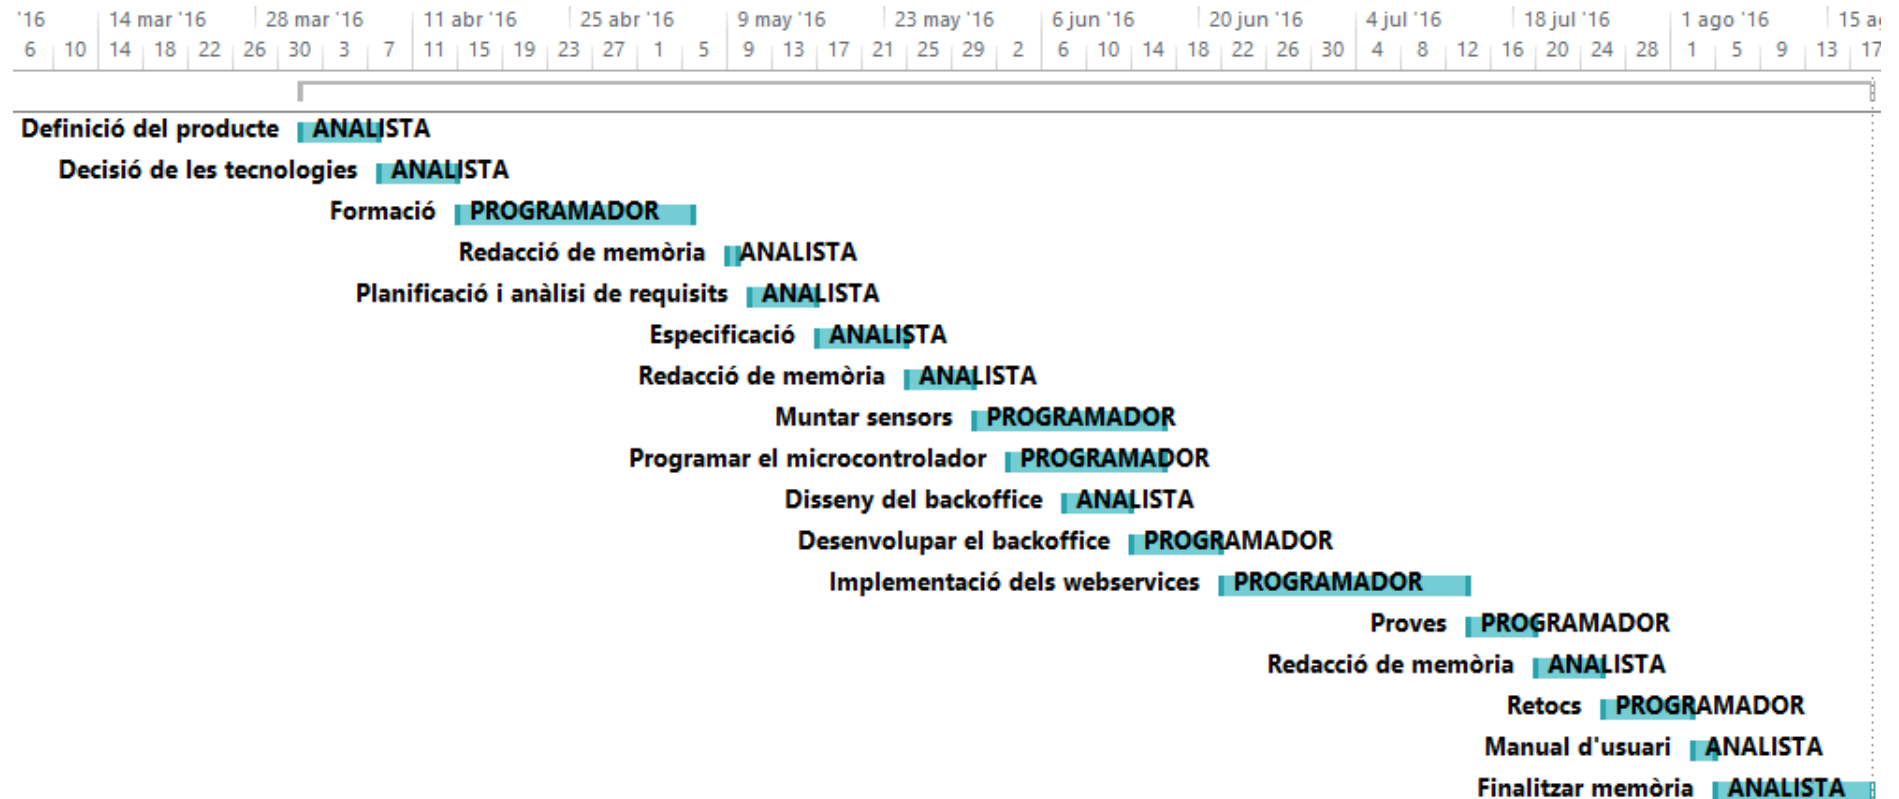 '16 14 mar '16 28 mar '16 11 abr '16 25 abr '16 9 may '16 23 may '16 6 jun '16 20 jun '16 4 jul '16 18 jul '16 1 ago '16 15 ag
6 10 14 18 22 26 30 3 7 11 15 19 23 27 1 5 9 13 17 21 25 29 2 6 10 14 18 22 26 30 4 8 12 16 20 24 28 1 5 9 13 17
Definició del producte ANALISTA
Decisió de les tecnologies ANALISTA
Formació PROGRAMADOR
Redacció de memòria ANALISTA
Planificació i anàlisi de requisits ANALISTA
Especificació ANALISTA
Redacció de memòria ANALISTA
Muntar sensors PROGRAMADOR
Programar el microcontrolador PROGRAMADOR
Disseny del backoffice ANALISTA
Desenvolupar el backoffice PROGRAMADOR
Implementació dels webservices PROGRAMADOR
Proves PROGRAMADOR
Redacció de memòria ANALISTA
Retocs PROGRAMADOR
Manual d'usuari ANALISTA
Finalitzar memòria ANALISTA